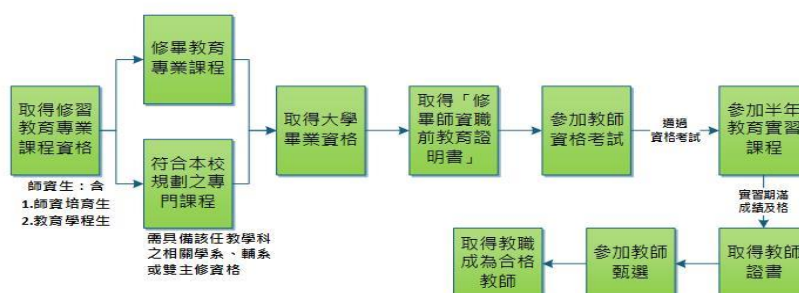 修畢教育
專業課程
取得修習
教育專業
課程資格
師資生：含
1.師資培育生
2.教育學程生
符合本校
規劃之專
門課程
需具備該任教學科
之相關學系、輔系
或雙主修資格
取得大學
畢業資格
取得「修
畢師資職
前教育證
明書」
參加教師
資格考試
通過
資格考試
參加半年
教育實習
課程
實習期滿
成績及格
取得教師
證書
參加教師
甄選
取得教職
成為合格
教師